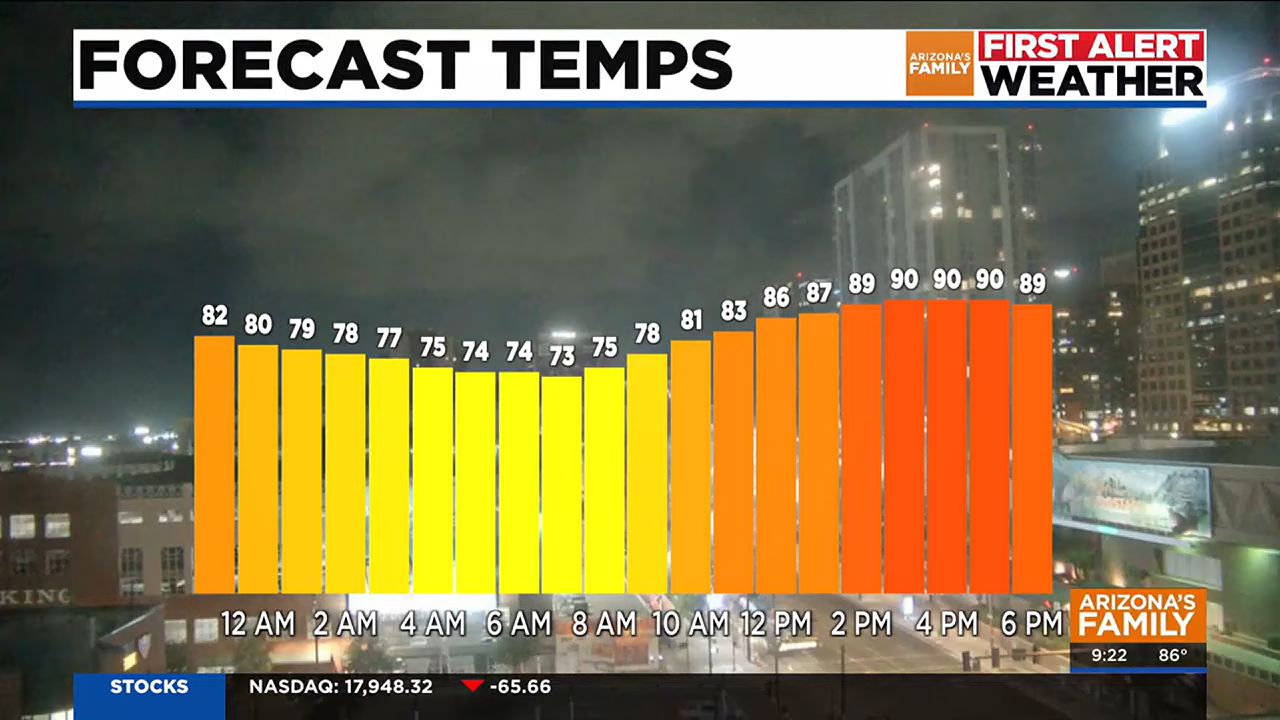 FORECAST TEMPS
ARIZONA'S FAMILY
FIRST ALERT
WEATHER
82 80 79 78 77 75 74 74 73 75 78 81 83 86 87 89 90 90 90 89
12 AM 2 AM 4 AM 6 AM 8 AM 10 AM 12 PM 2 PM 4 PM 6 PM
KING
ARIZONA'S
FAMILY
9:22 86°
STOCKS NASDAQ: 17,948.32 -65.66